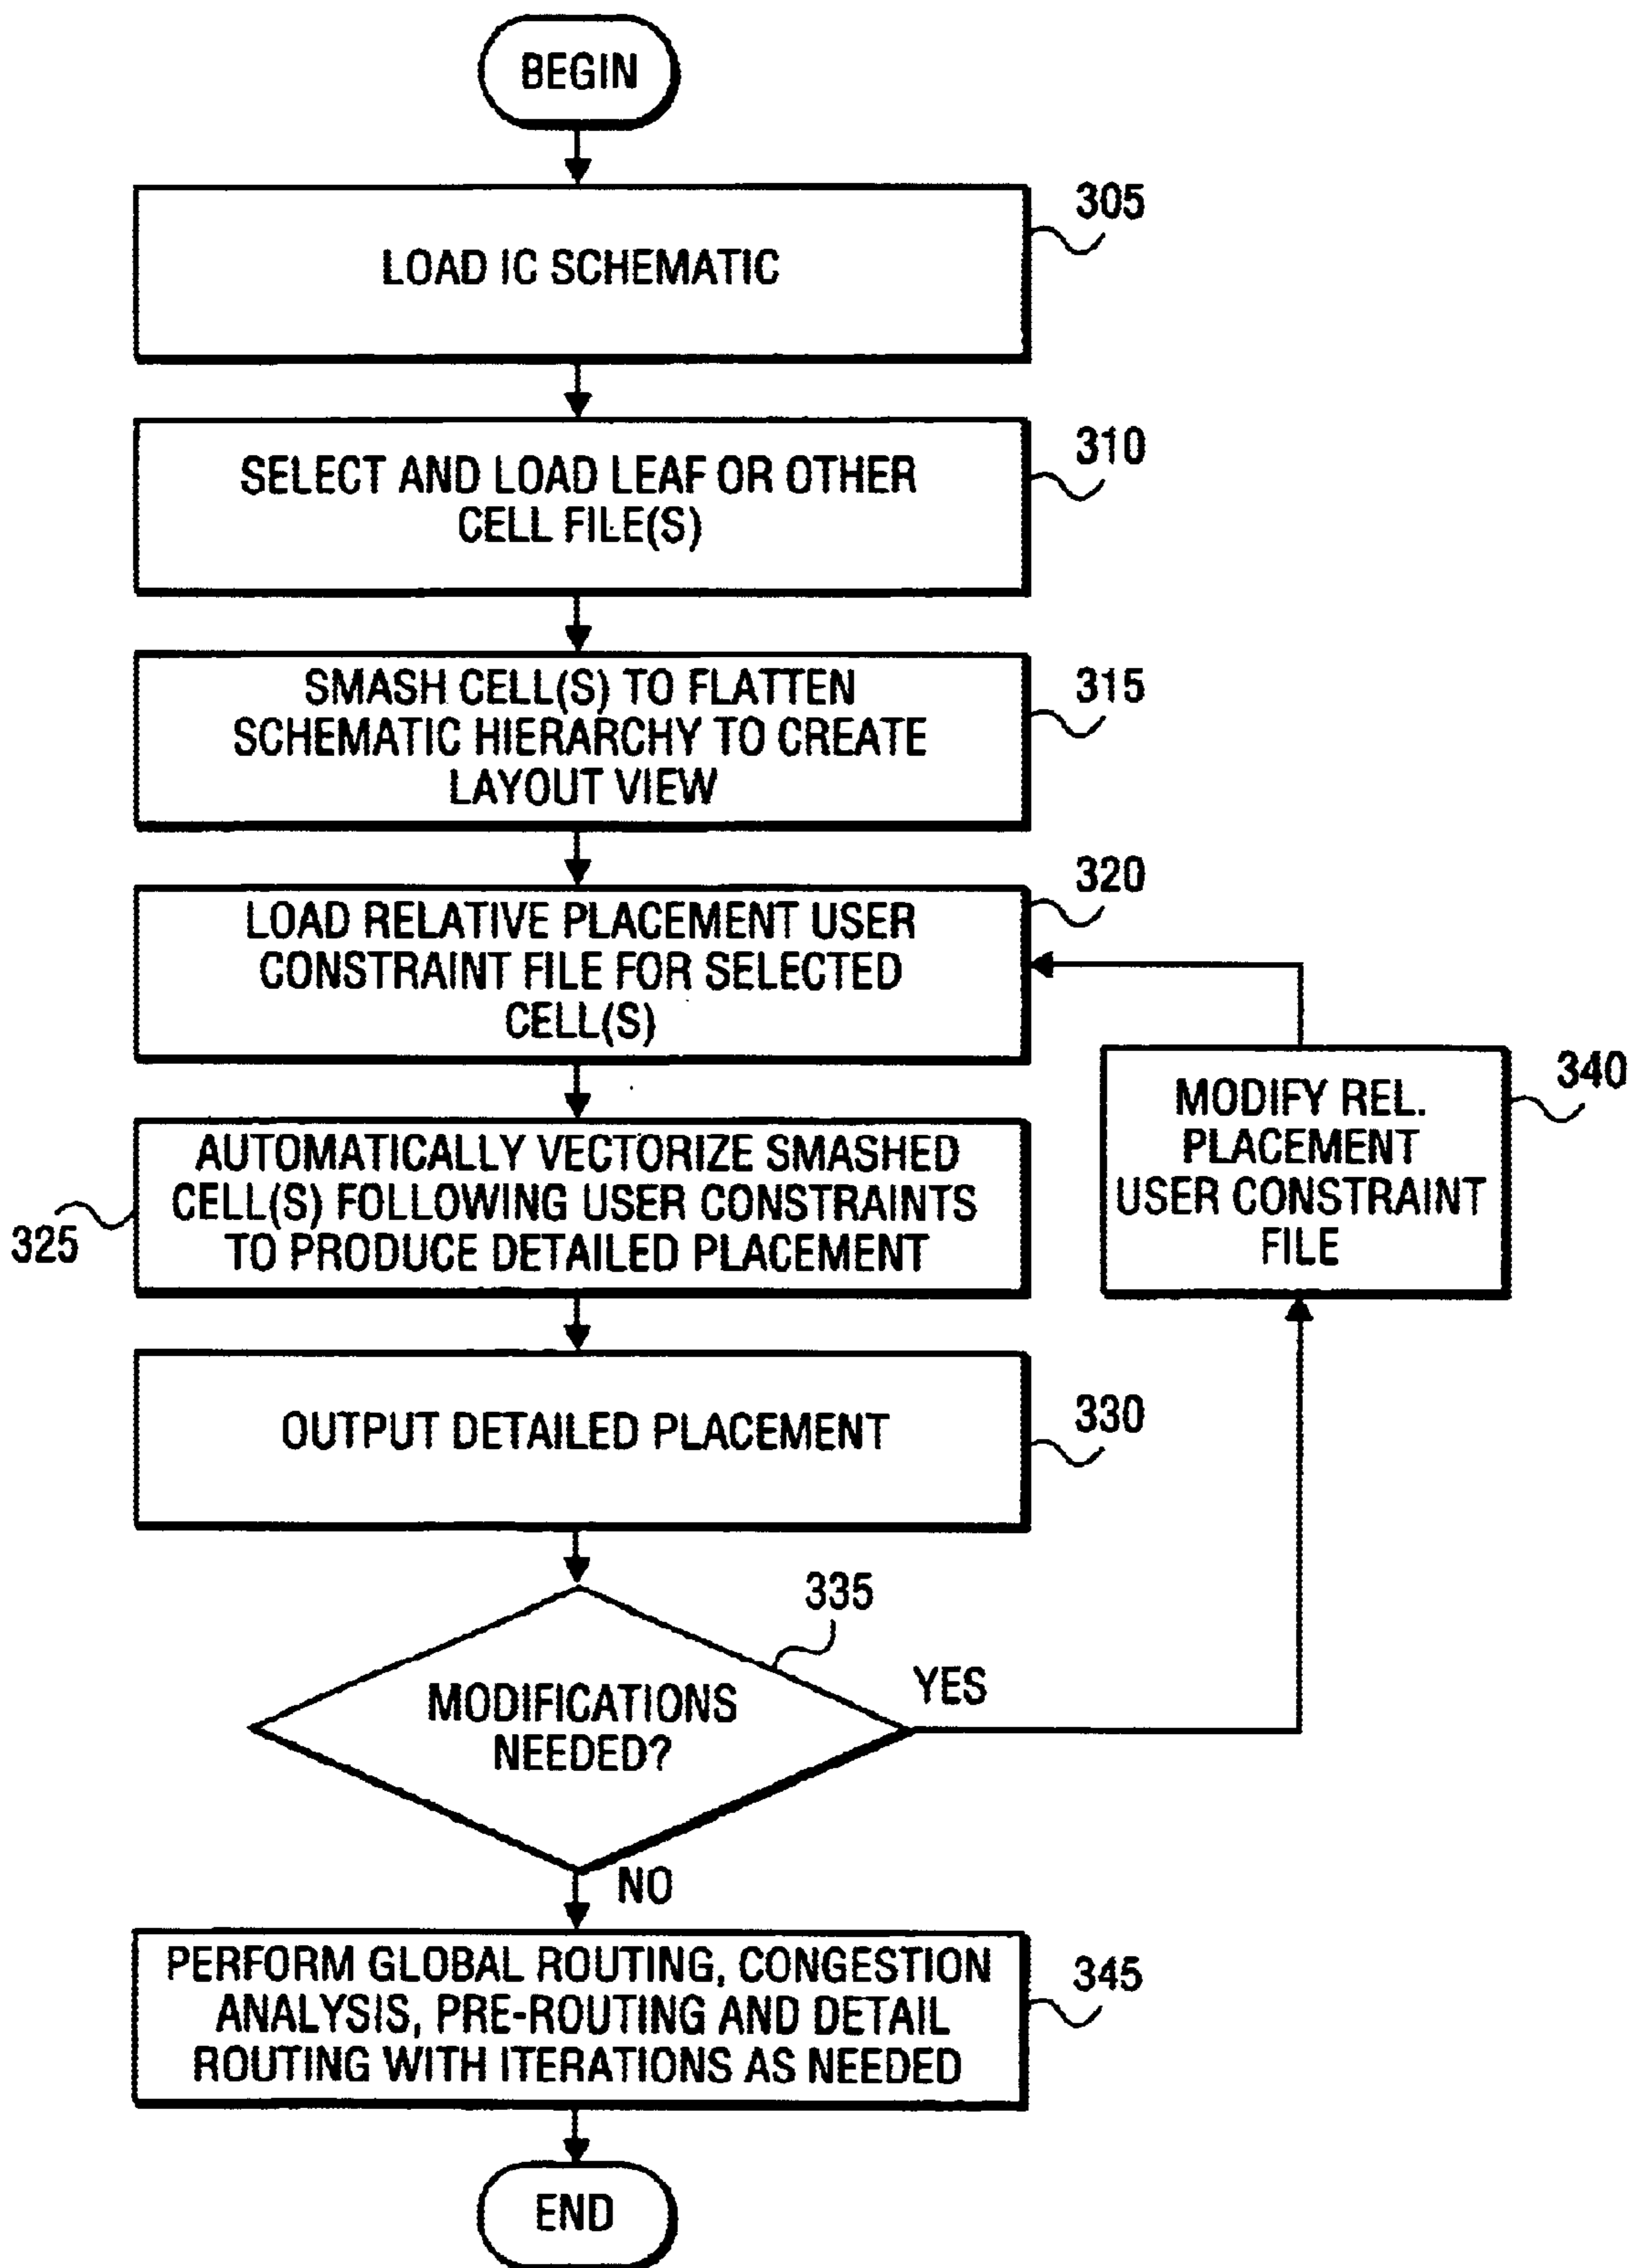 BEGIN
305
LOAD IC SCHEMATIC
310
SELECT AND LOAD LEAF OR OTHER
CELL FILE(S)
315
SMASH CELL(S) TO FLATTEN
SCHEMATIC HIERARCHY TO CREATE
LAYOUT VIEW
320
LOAD RELATIVE PLACEMENT USER
CONSTRAINT FILE FOR SELECTED
CELL(S)
340
MODIFY REL.
PLACEMENT
USER CONSTRAINT
FILE
325
AUTOMATICALLY VECTORIZE SMASHED
CELL(S) FOLLOWING USER CONSTRAINTS
TO PRODUCE DETAILED PLACEMENT
330
OUTPUT DETAILED PLACEMENT
335
MODIFICATIONS
NEEDED?
YES
NO
345
PERFORM GLOBAL ROUTING, CONGESTION
ANALYSIS, PRE-ROUTING AND DETAIL
ROUTING WITH ITERATIONS AS NEEDED
END